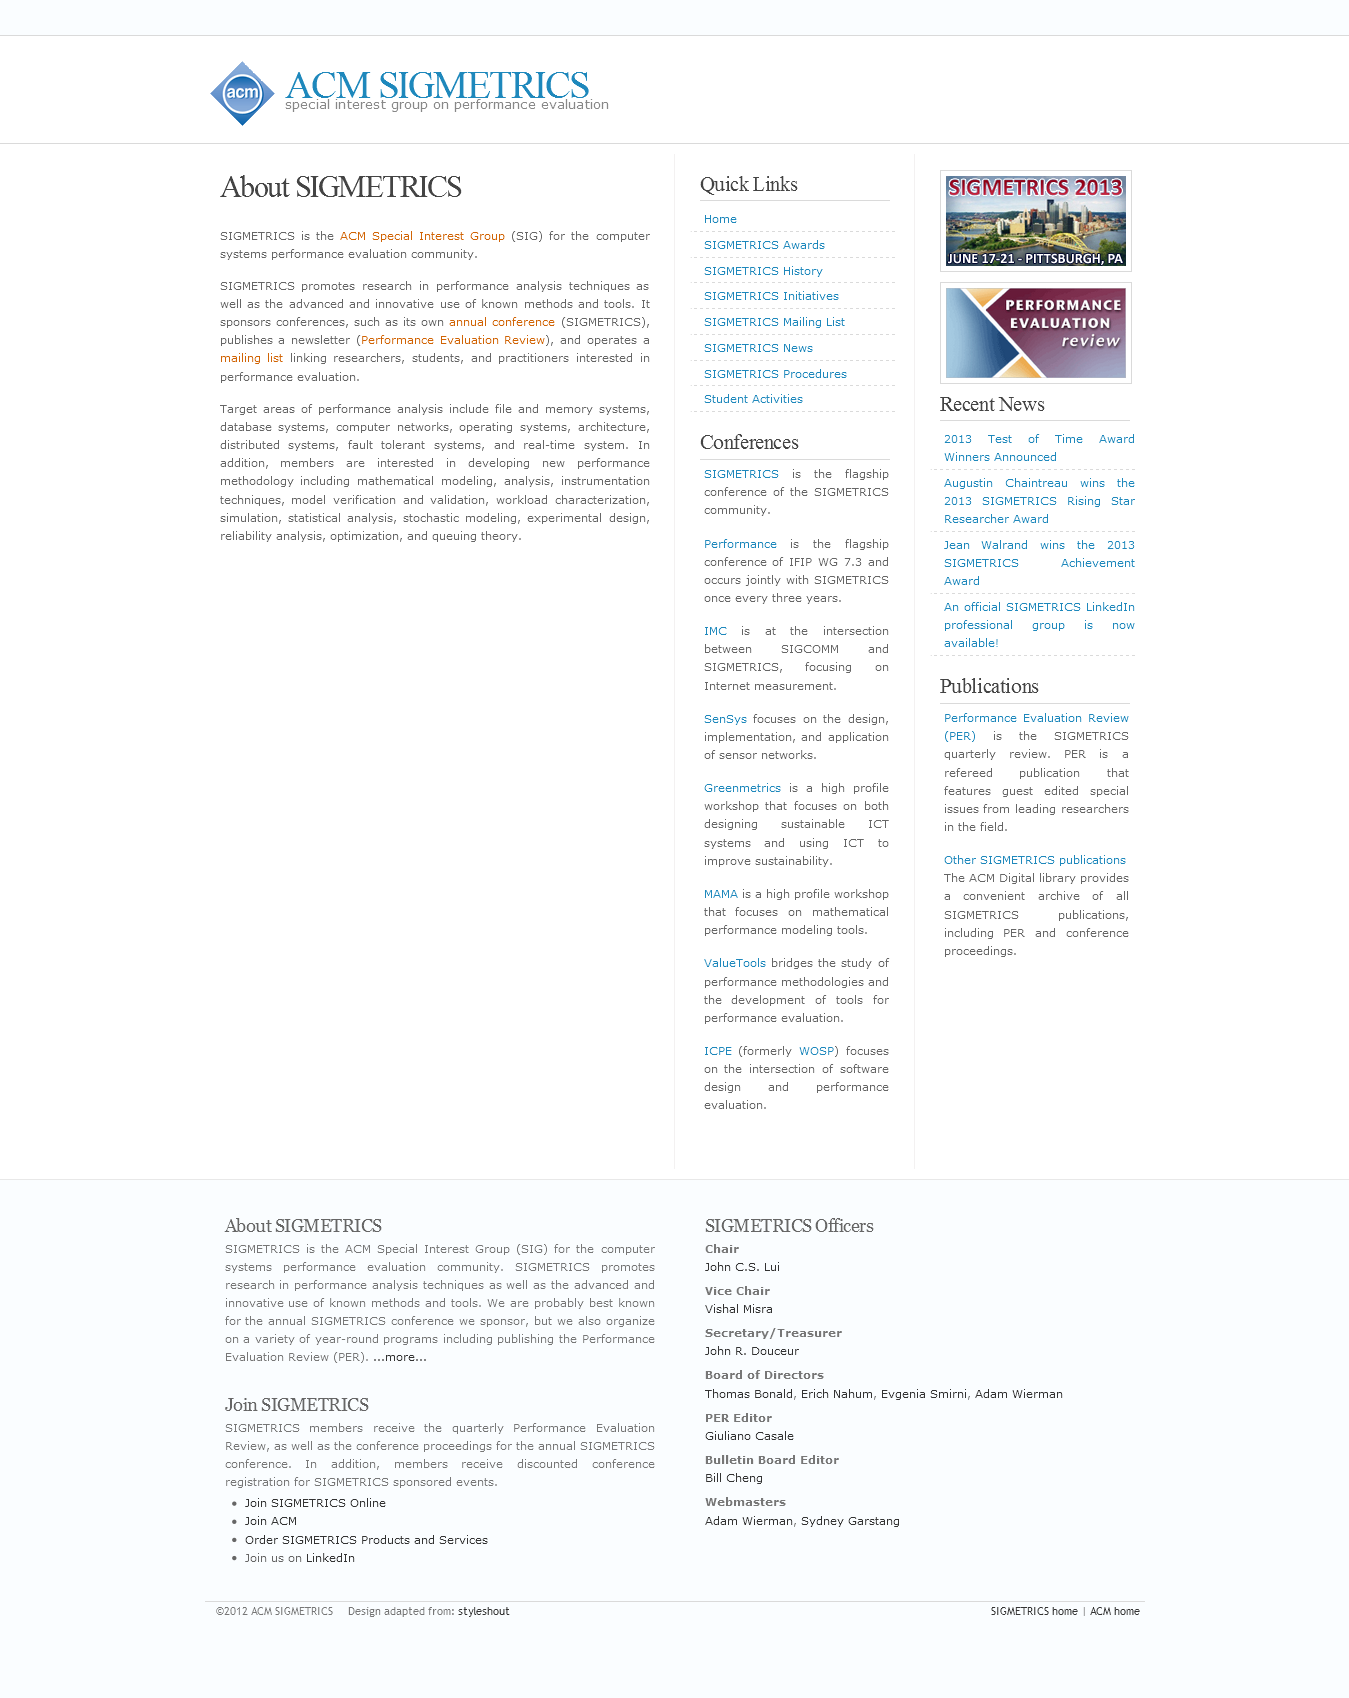 acm
ACM SIGMETRICS
special interest group on performance evaluation
About SIGMETRICS
SIGMETRICS is the ACM Special Interest Group (SIG) for the computer
systems performance evaluation community.
SIGMETRICS promotes research in performance analysis techniques as
well as the advanced and innovative use of known methods and tools. It
sponsors conferences, such as its own annual conference (SIGMETRICS),
publishes a newsletter (Performance Evaluation Review), and operates a
mailing list linking researchers, students, and practitioners interested in
performance evaluation.
Target areas of performance analysis include file and memory systems,
database systems, computer networks, operating systems, architecture,
distributed systems, fault tolerant systems, and real-time system. In
addition, members are interested in developing new performance
methodology including mathematical modeling, analysis, instrumentation
techniques, model verification and validation, workload characterization,
simulation, statistical analysis, stochastic modeling, experimental design,
reliability analysis, optimization, and queuing theory.
Quick Links
Home
SIGMETRICS Awards
SIGMETRICS History
SIGMETRICS Initiatives
SIGMETRICS Mailing List
SIGMETRICS News
SIGMETRICS Procedures
Student Activities
Conferences
SIGMETRICS is the flagship
conference of the SIGMETRICS
community.
Performance is the flagship
conference of IFIP WG 7.3 and
occurs jointly with SIGMETRICS
once every three years.
IMC is at the intersection
between SIGCOMM and
SIGMETRICS, focusing on
Internet measurement.
SenSys focuses on the design,
implementation, and application
of sensor networks.
Greenmetrics is a high profile
workshop that focuses on both
designing sustainable ICT
systems and using ICT to
improve sustainability.
MAMA is a high profile workshop
that focuses on mathematical
performance modeling tools.
ValueTools bridges the study of
performance methodologies and
the development of tools for
performance evaluation.
ICPE (formerly WOSP) focuses
on the intersection of software
design and performance
evaluation.
SIGMETRICS 2013
JUNE 17-21 - PITTSBURGH, PA
PERFORMANCE
EVALUATION
review
Recent News
2013 Test of Time Award
Winners Announced
Augustin Chaintreau wins the
2013 SIGMETRICS Rising Star
Researcher Award
Jean Walrand wins the 2013
SIGMETRICS Achievement
Award
An official SIGMETRICS LinkedIn
professional group is now
available!
Publications
Performance Evaluation Review
(PER) is the SIGMETRICS
quarterly review. PER is a
refereed publication that
features guest edited special
issues from leading researchers
in the field.
Other SIGMETRICS publications
The ACM Digital library provides
a convenient archive of all
SIGMETRICS publications,
including PER and conference
proceedings.
About SIGMETRICS
SIGMETRICS is the ACM Special Interest Group (SIG) for the computer
systems performance evaluation community. SIGMETRICS promotes
research in performance analysis techniques as well as the advanced and
innovative use of known methods and tools. We are probably best known
for the annual SIGMETRICS conference we sponsor, but we also organize
on a variety of year-round programs including publishing the Performance
Evaluation Review (PER). ...more...
Join SIGMETRICS
SIGMETRICS members receive the quarterly Performance Evaluation
Review, as well as the conference proceedings for the annual SIGMETRICS
conference. In addition, members receive discounted conference
registration for SIGMETRICS sponsored events.
• Join SIGMETRICS Online
• Join ACM
• Order SIGMETRICS Products and Services
• Join us on LinkedIn
SIGMETRICS Officers
Chair
John C.S. Lui
Vice Chair
Vishal Misra
Secretary/Treasurer
John R. Douceur
Board of Directors
Thomas Bonald, Erich Nahum, Evgenia Smirni, Adam Wierman
PER Editor
Giuliano Casale
Bulletin Board Editor
Bill Cheng
Webmasters
Adam Wierman, Sydney Garstang
©2012 ACM SIGMETRICS Design adapted from: styleshout
SIGMETRICS home | ACM home